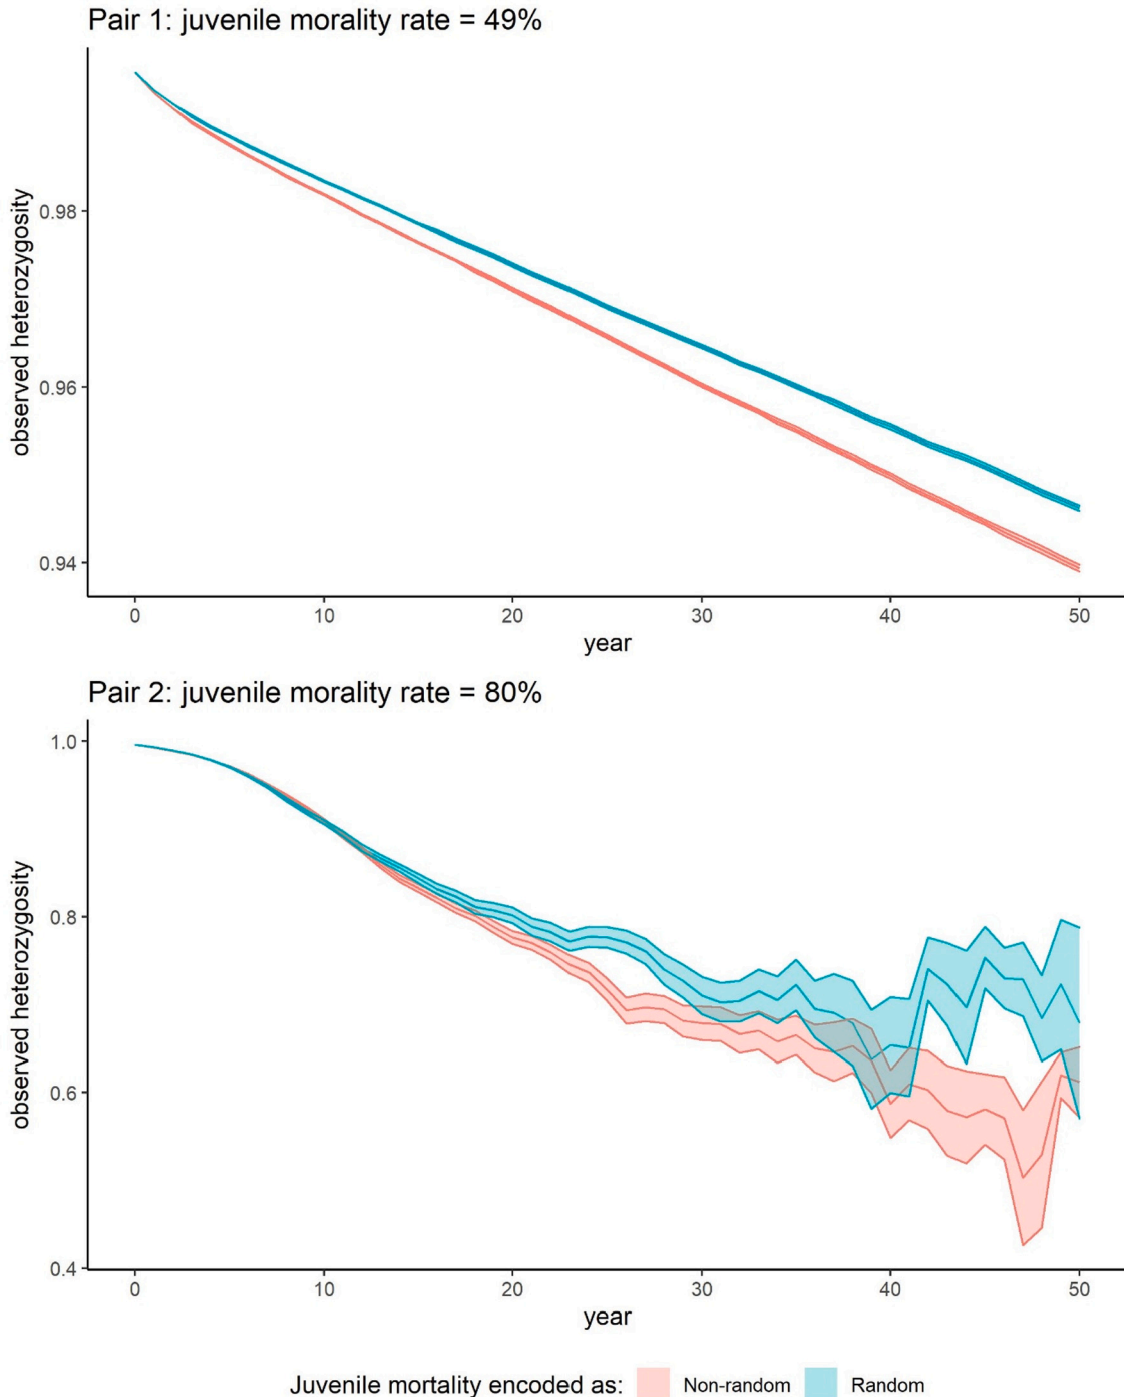 Pair 1: juvenile morality rate = 49%
observed heterozygosity
0.98
0.96
0.94
0 10 20 30 40 50
year
Pair 2: juvenile morality rate = 80%
observed heterozygosity
1.0
0.8
0.6
0.4
0 10 20 30 40 50
year
Juvenile mortality encoded as: Non-random Random